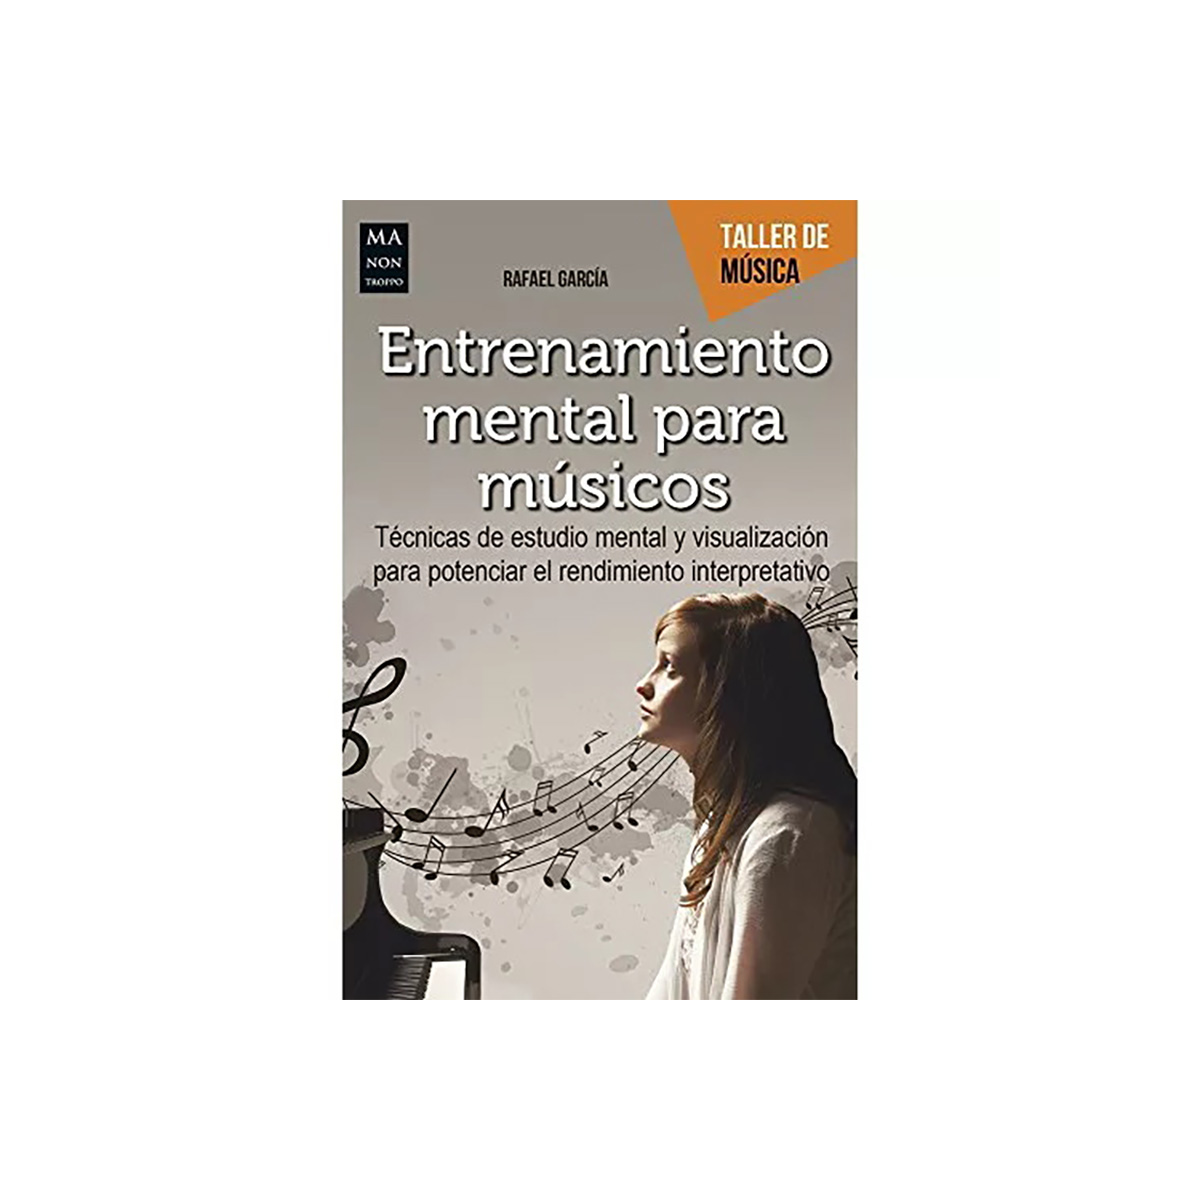 MA
NON
TROPPO
TALLER DE
MÚSICA
RAFAEL GARCÍA
Entrenamiento
mental para
músicos
Técnicas de estudio mental y visualización
para potenciar el rendimiento interpretativo